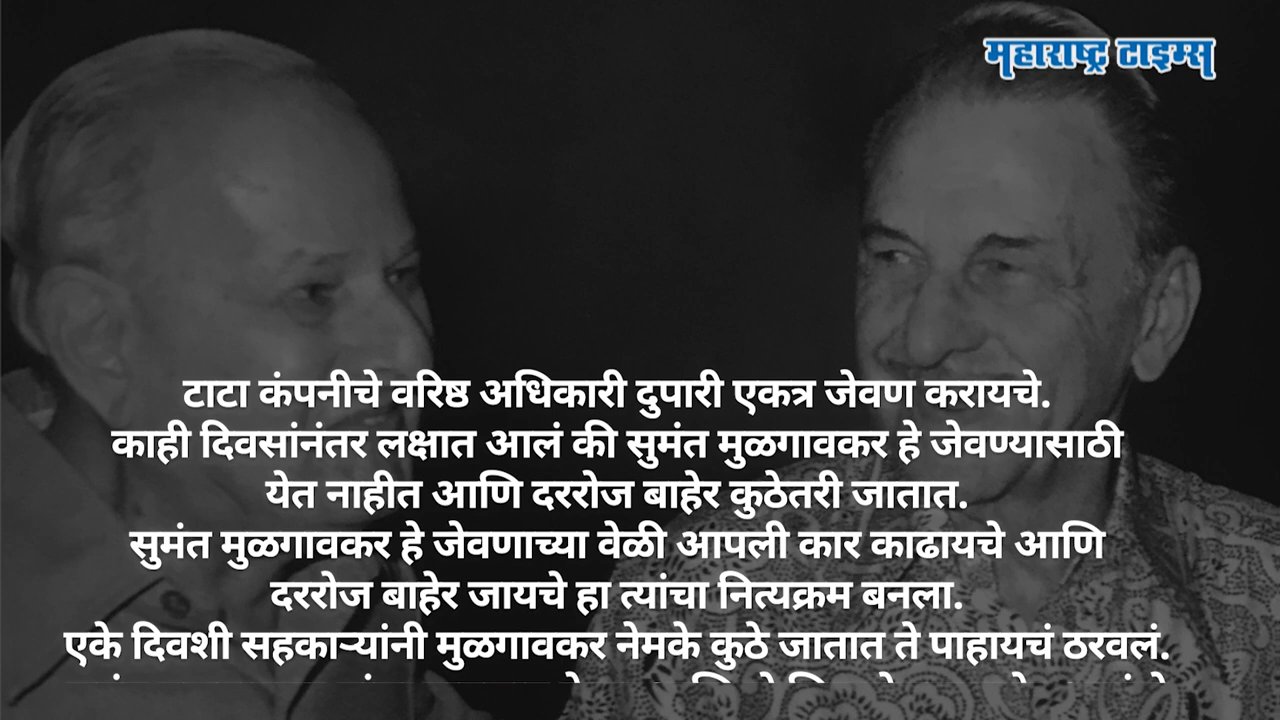 महाराष्ट्र टाइम्स
टाटा कंपनीचे वरिष्ठ अधिकारी दुपारी एकत्र जेवण करायचे.
काही दिवसांनंतर लक्षात आलं की सुमंत मुळगावकर हे जेवण्यासाठी
येत नाहीत आणि दररोज बाहेर कुठेतरी जातात.
सुमंत मुळगावकर हे जेवणाच्या वेळी आपली कार काढायचे आणि
दररोज बाहेर जायचे हा त्यांचा नित्यक्रम बनला.
एके दिवशी सहकाऱ्यांनी मुळगावकर नेमके कुठे जातात ते पाहायचं ठरवलं.